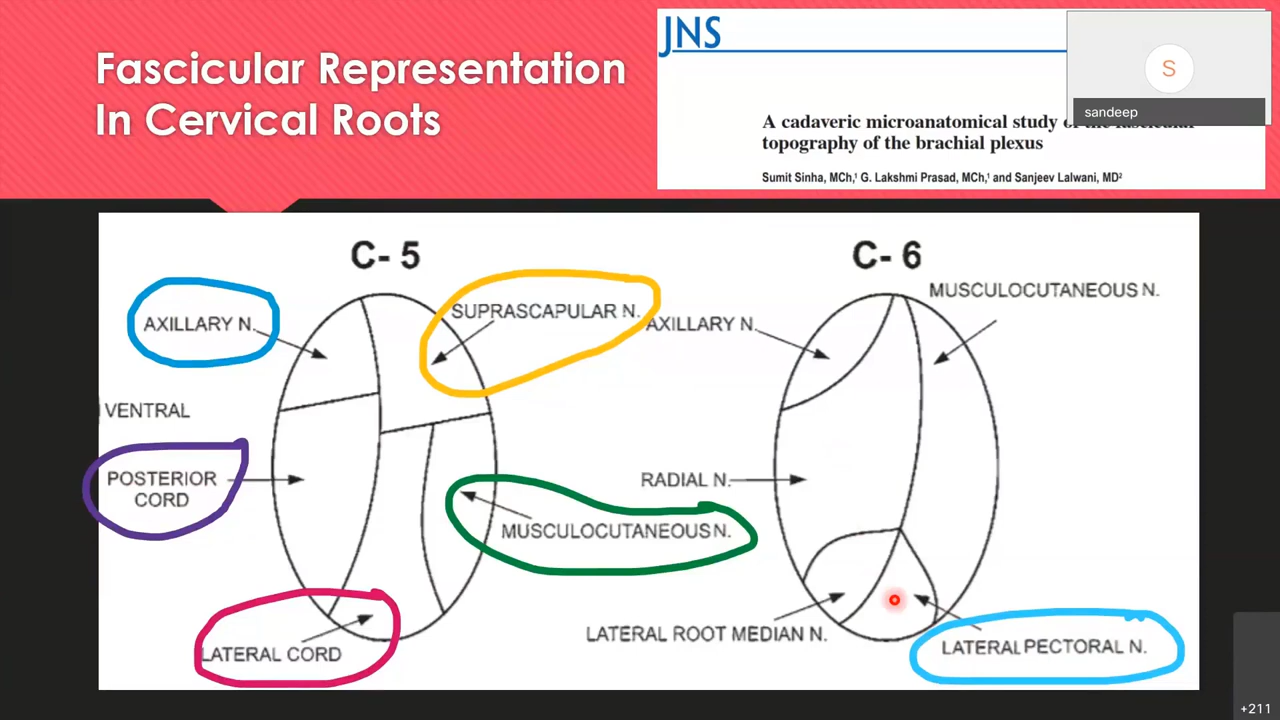 Fascicular Representation
In Cervical Roots
JNS
A cadaveric microanatomical study of the fascicular
topography of the brachial plexus
Sumit Sinha, MCh,¹ G. Lakshmi Prasad, MCh,¹ and Sanjeev Lalwani, MD²
S
sandeep
C- 5
AXILLARY N.
SUPRASCAPULAR N.
VENTRAL
POSTERIOR
CORD
MUSCULOCUTANEOUS N.
LATERAL CORD
C- 6
MUSCULOCUTANEOUS N.
AXILLARY N.
RADIAL N.
LATERAL ROOT MEDIAN N.
LATERAL PECTORAL N.
+211